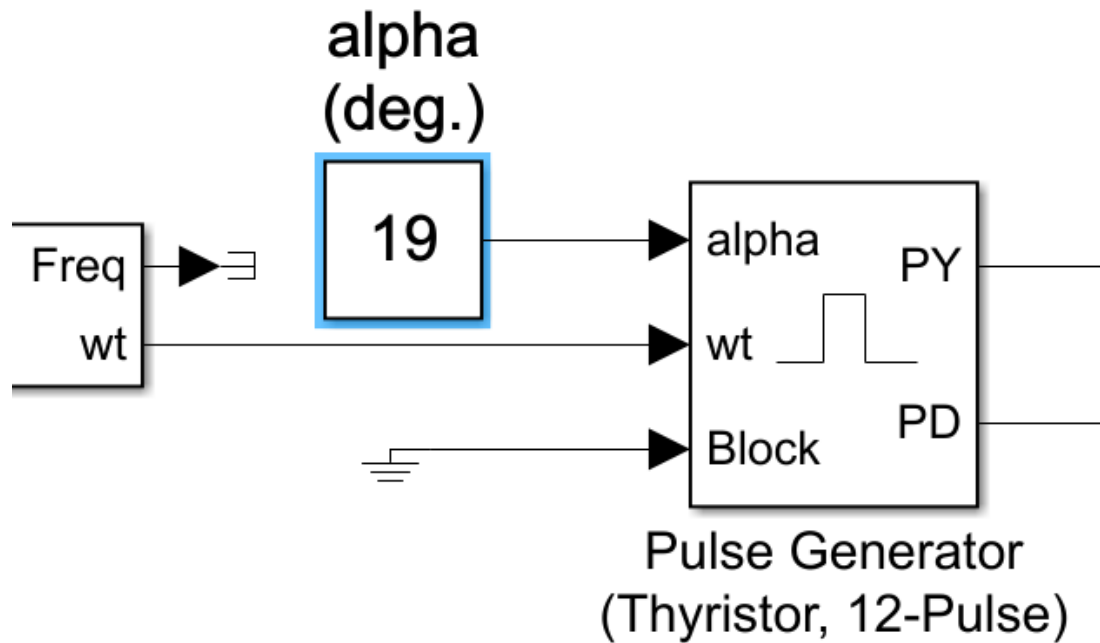 alpha
(deg.)
19
Freq
wt
alpha
wt
Block
PY
PD
Pulse Generator
(Thyristor, 12-Pulse)